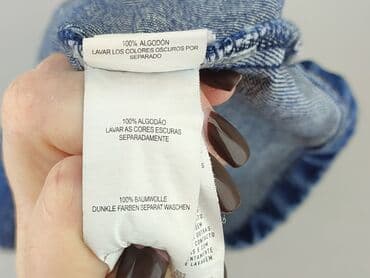 100% ALGODÓN
LAVAR LOS COLORES OSCUROS POR
SEPARADO
100% ALGODÃO
LAVAR AS CORES ESCURAS
SEPARADAMENTE
100% BAUMWOLLE
DUNKLE FARBEN SEPARAT WASCHEN